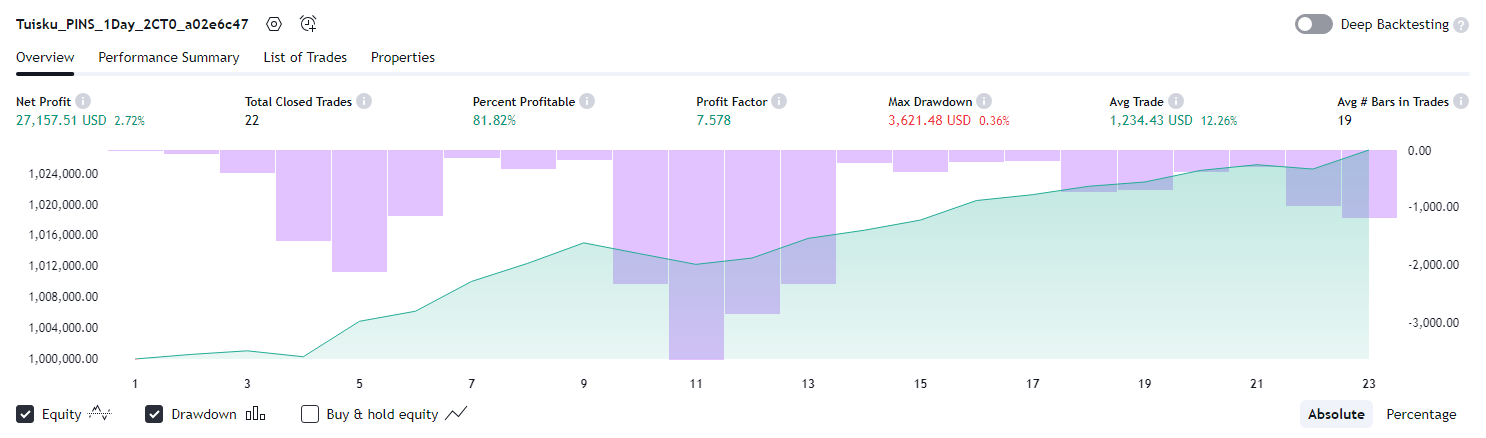 Tuisku_PINS_1Day_2CT0_a02e6c47
Deep Backtesting ?
Overview Performance Summary List of Trades Properties
Net Profit Total Closed Trades Percent Profitable Profit Factor Max Drawdown Avg Trade Avg # Bars in Trades
27,157.51 USD 2.72% 22 81.82% 7.578 3,621.48 USD 0.36% 1,234.43 USD 12.26% 19
0.00
1,024,000.00
1,020,000.00 -1,000.00
1,016,000.00
1,012,000.00 -2,000.00
1,008,000.00
1,004,000.00 -3,000.00
1,000,000.00
1 3 5 7 9 11 13 15 17 19 21 23
Equity Drawdown Buy & hold equity Absolute Percentage